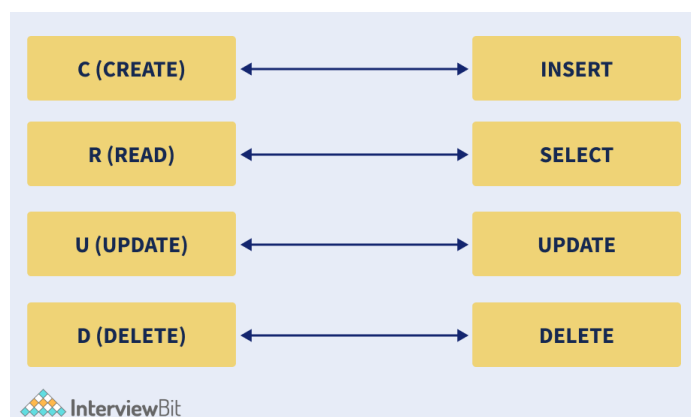 C (CREATE) INSERT
R (READ) SELECT
U (UPDATE) UPDATE
D (DELETE) DELETE
InterviewBit